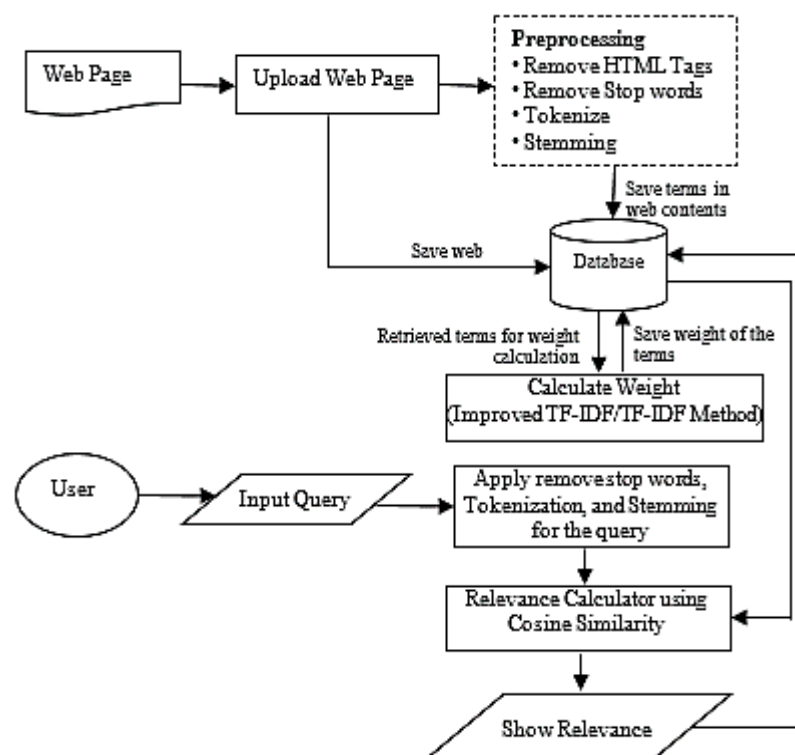 Web Page
Upload Web Page
Preprocessing
• Remove HTML Tags
• Remove Stop words
• Tokenize
• Stemming
Save terms in
web contents
Save web
Database
Retrieved terms for weight
calculation
Save weight of the
terms
Calculate Weight
(Improved TF-IDF/TF-IDF Method)
User
Input Query
Apply remove stop words,
Tokenization, and Stemming
for the query
Relevance Calculator using
Cosine Similarity
Show Relevance